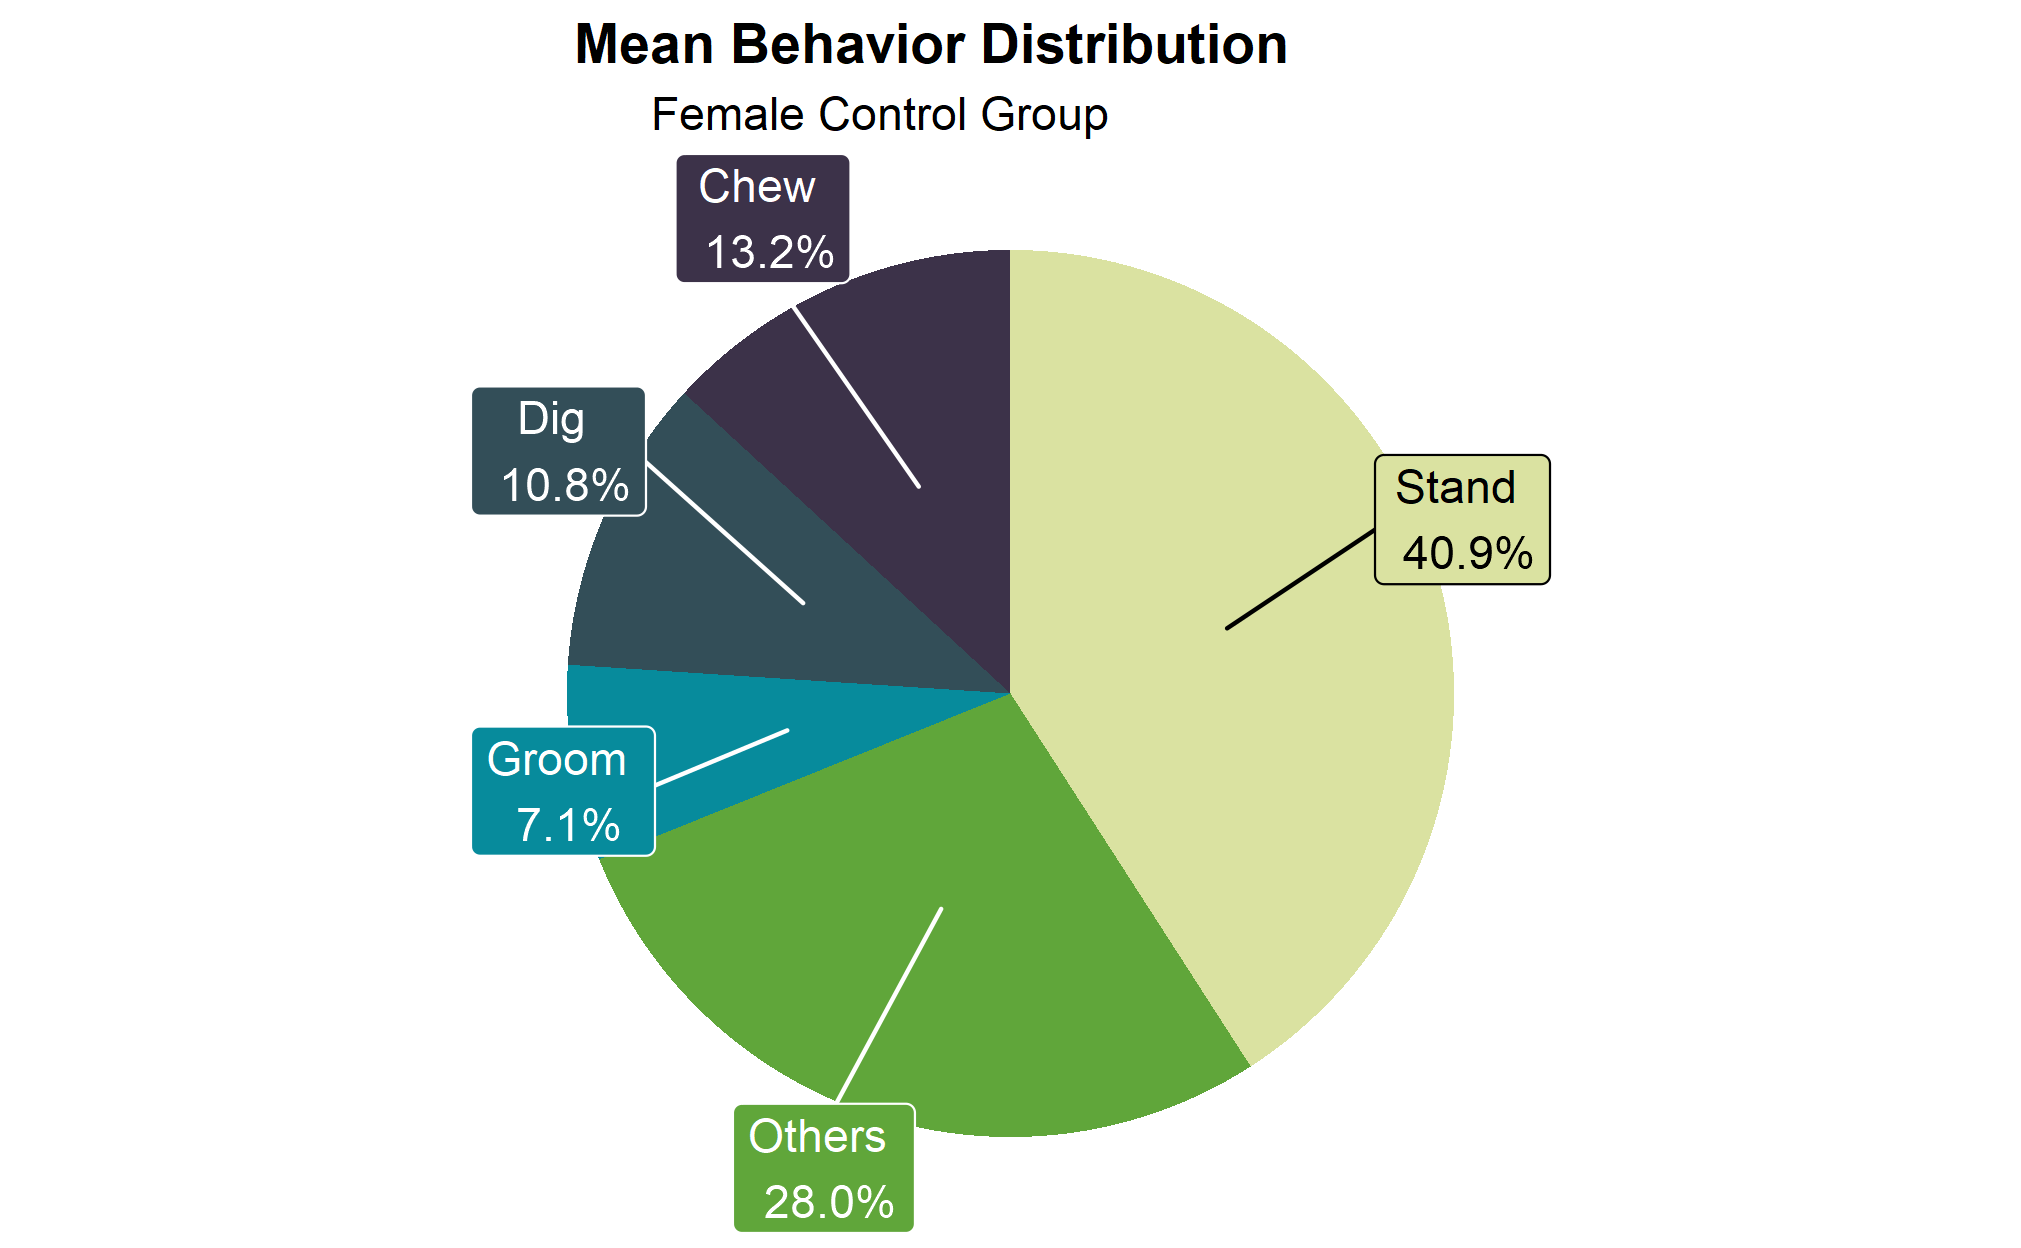 Mean Behavior Distribution
Female Control Group
Chew
13.2%
Dig
10.8%
Stand
40.9%
Groom
7.1%
Others
28.0%